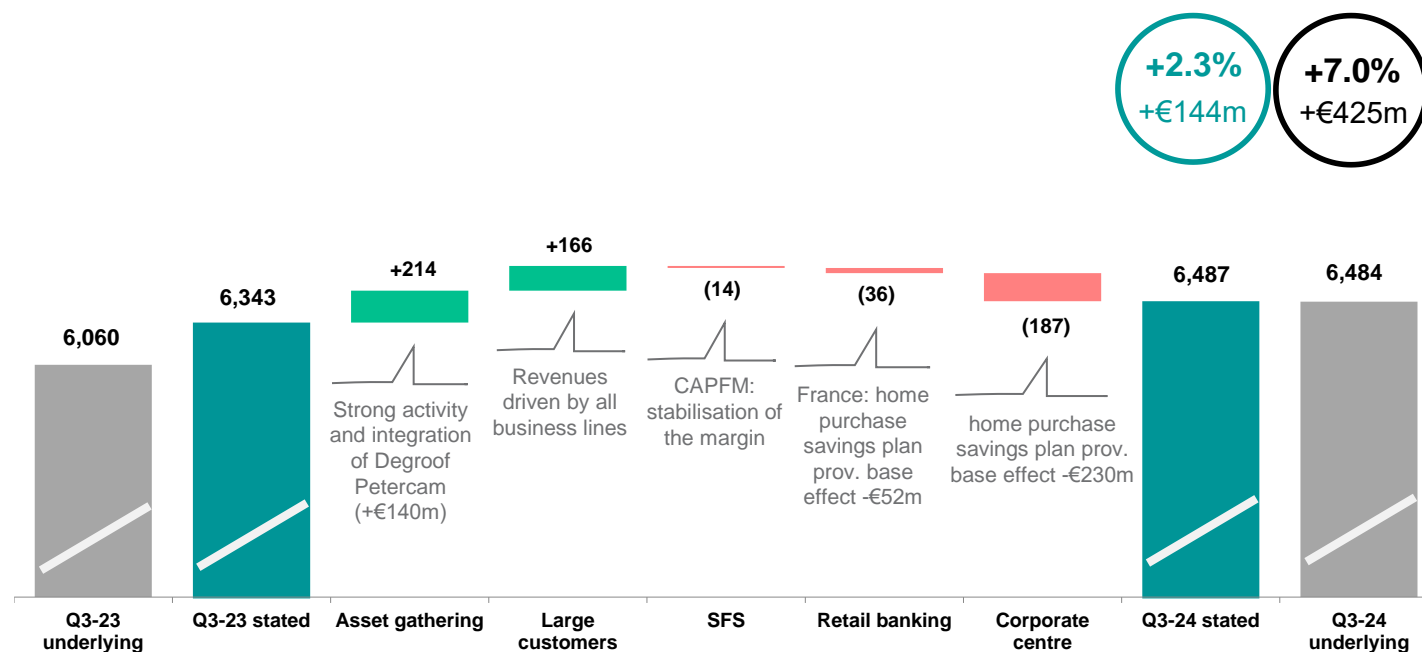 +2.3%
+€144m
+7.0%
+€425m
6,060
6,343
+214
Strong activity
and integration
of Degroof
Petercam
(+€140m)
+166
Revenues
driven by all
business lines
(14)
CAPFM:
stabilisation of
the margin
(36)
France: home
purchase
savings plan
prov. base
effect -€52m
(187)
home purchase
savings plan prov.
base effect -€230m
6,487
6,484
Q3-23
underlying
Q3-23 stated
Asset gathering
Large
customers
SFS
Retail banking
Corporate
centre
Q3-24 stated
Q3-24
underlying